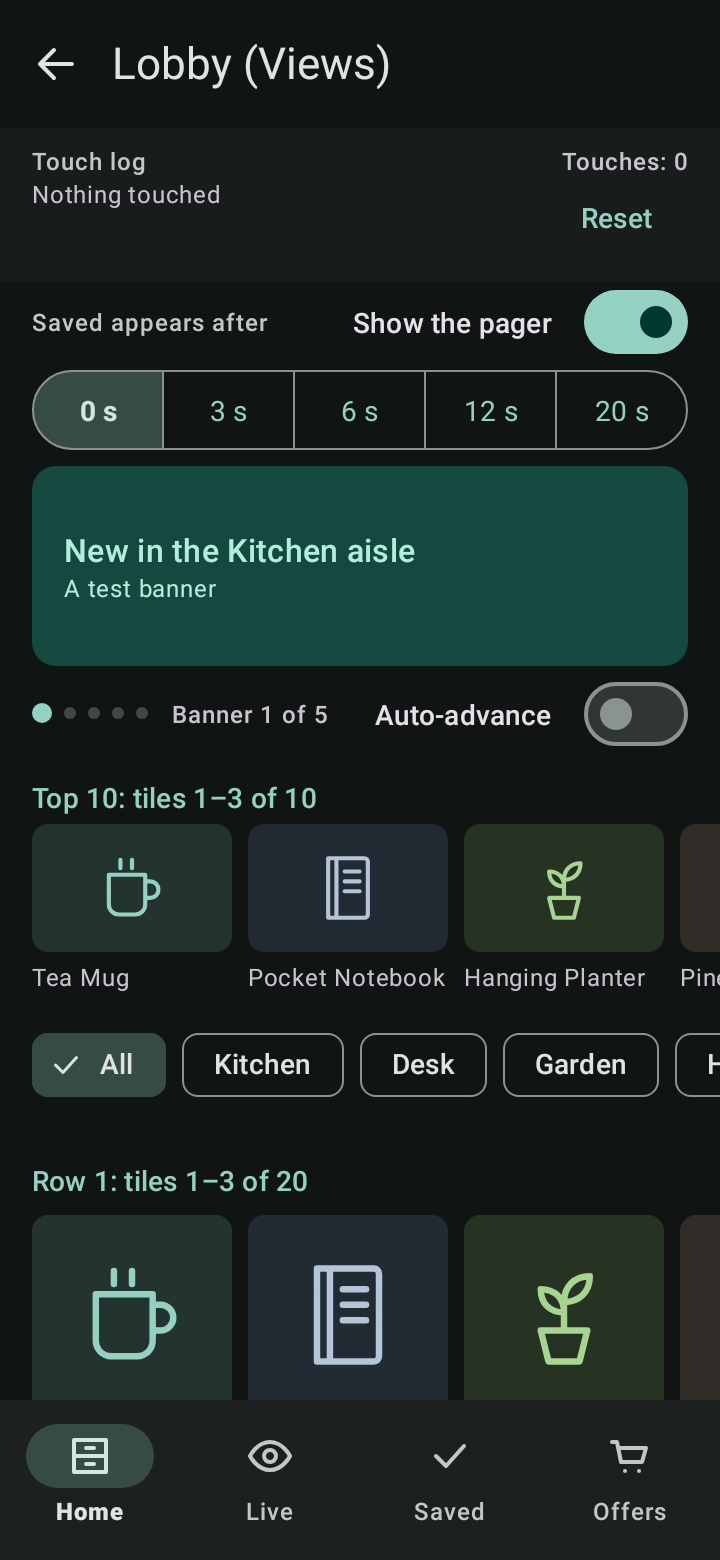 Lobby (Views)
Touch log
Touches: 0
Nothing touched
Reset
Saved appears after
Show the pager
0 s
3 s
6 s
12 s
20 s
New in the Kitchen aisle
A test banner
Banner 1 of 5
Auto-advance
Top 10: tiles 1–3 of 10
Tea Mug
Pocket Notebook
Hanging Planter
All
Kitchen
Desk
Garden
Row 1: tiles 1–3 of 20
Home
Live
Saved
Offers